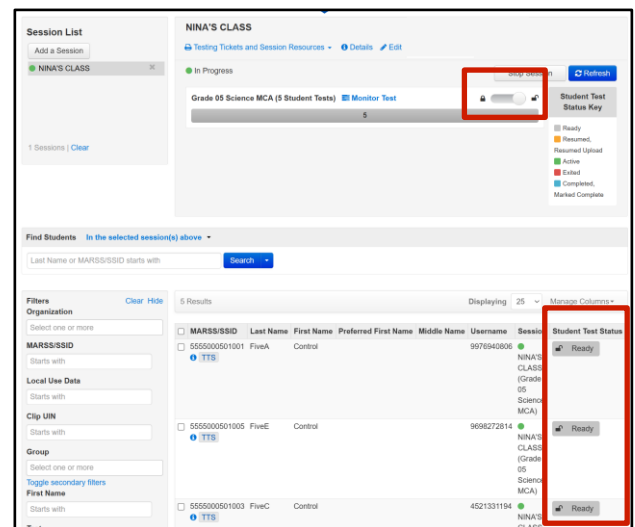 Session List
Add a Session
NINA'S CLASS
1 Sessions | Clear
NINA'S CLASS
Testing Tickets and Session Resources
Details
Edit
In Progress
Stop Session
Refresh
Grade 05 Science MCA (5 Student Tests) Monitor Test
5
Student Test
Status Key
Ready
Resumed,
Resumed Upload
Active
Exited
Completed,
Marked Complete
Find Students In the selected session(s) above
Last Name or MARSS/SSID starts with
Search
Filters Clear Hide
Organization
Select one or more
MARSS/SSID
Starts with
Local Use Data
Starts with
Clip UIN
Starts with
Group
Select one or more
Toggle secondary filters
First Name
Starts with
5 Results
Displaying 25
Manage Columns
MARSS/SSID Last Name First Name Preferred First Name Middle Name Username Session Student Test Status
5555000501001 FiveA Control 9976940806 Ready
TTS
NINA'S
CLASS
(Grade
05
Science
MCA)
5555000501005 FiveE Control 9698272814 Ready
TTS
NINA'S
CLASS
(Grade
05
Science
MCA)
5555000501003 FiveC Control 4521331194 Ready
TTS
NINA'S